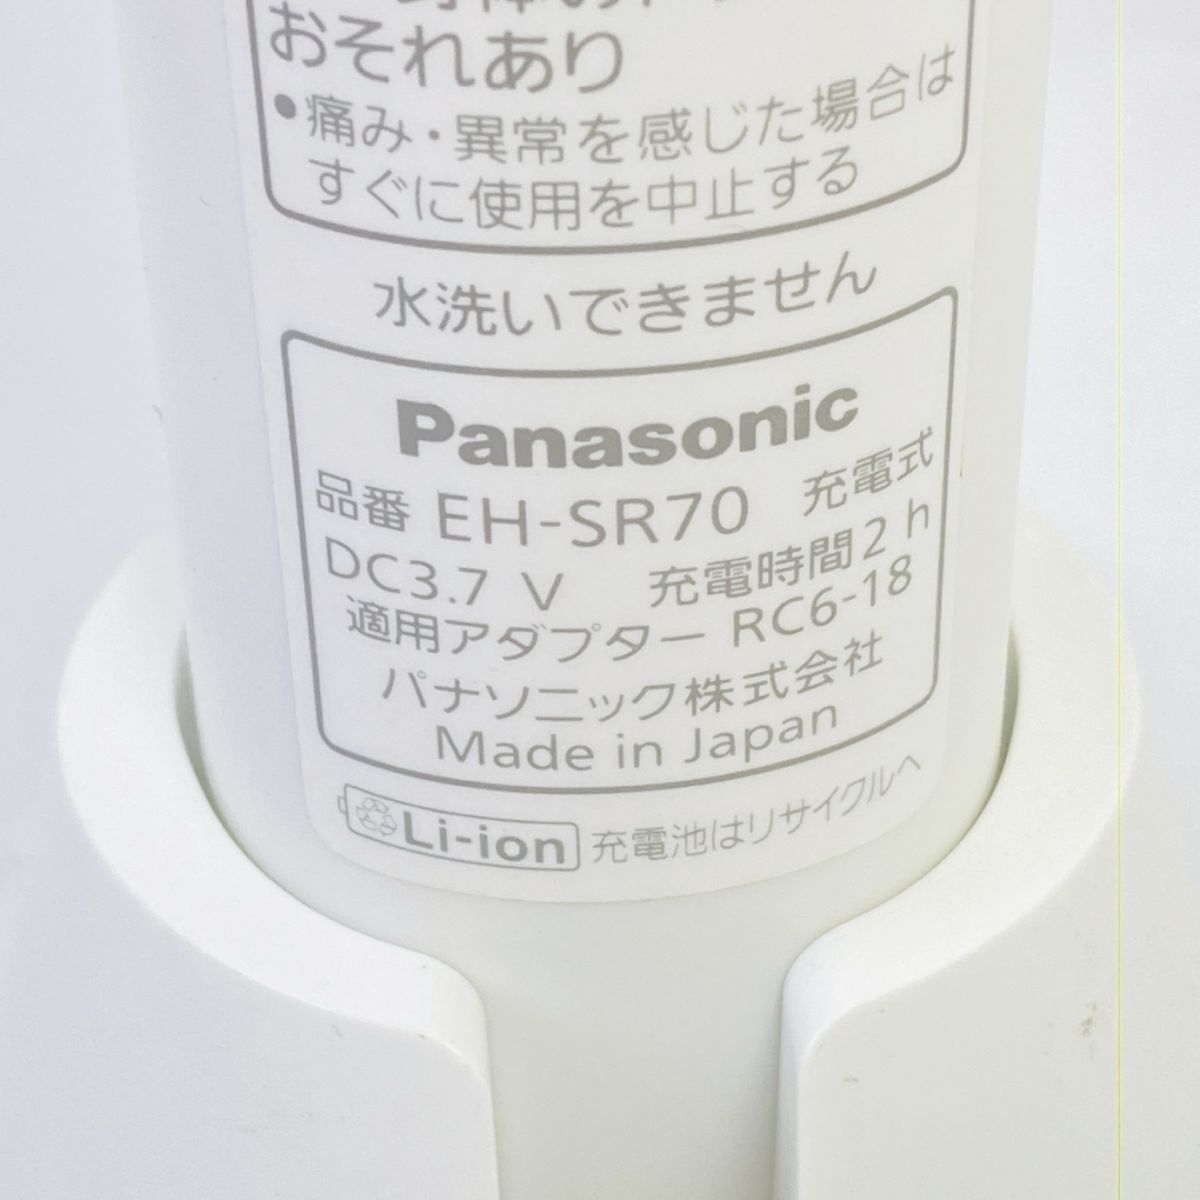 おそれあり
●痛み・異常を感じた場合は
すぐに使用を中止する
水洗いできません
Panasonic
品番 EH-SR70 充電式
DC3.7 V 充電時間2 h
適用アダプター RC6-18
パナソニック株式会社
Made in Japan
Li-ion 充電池はリサイクルへ